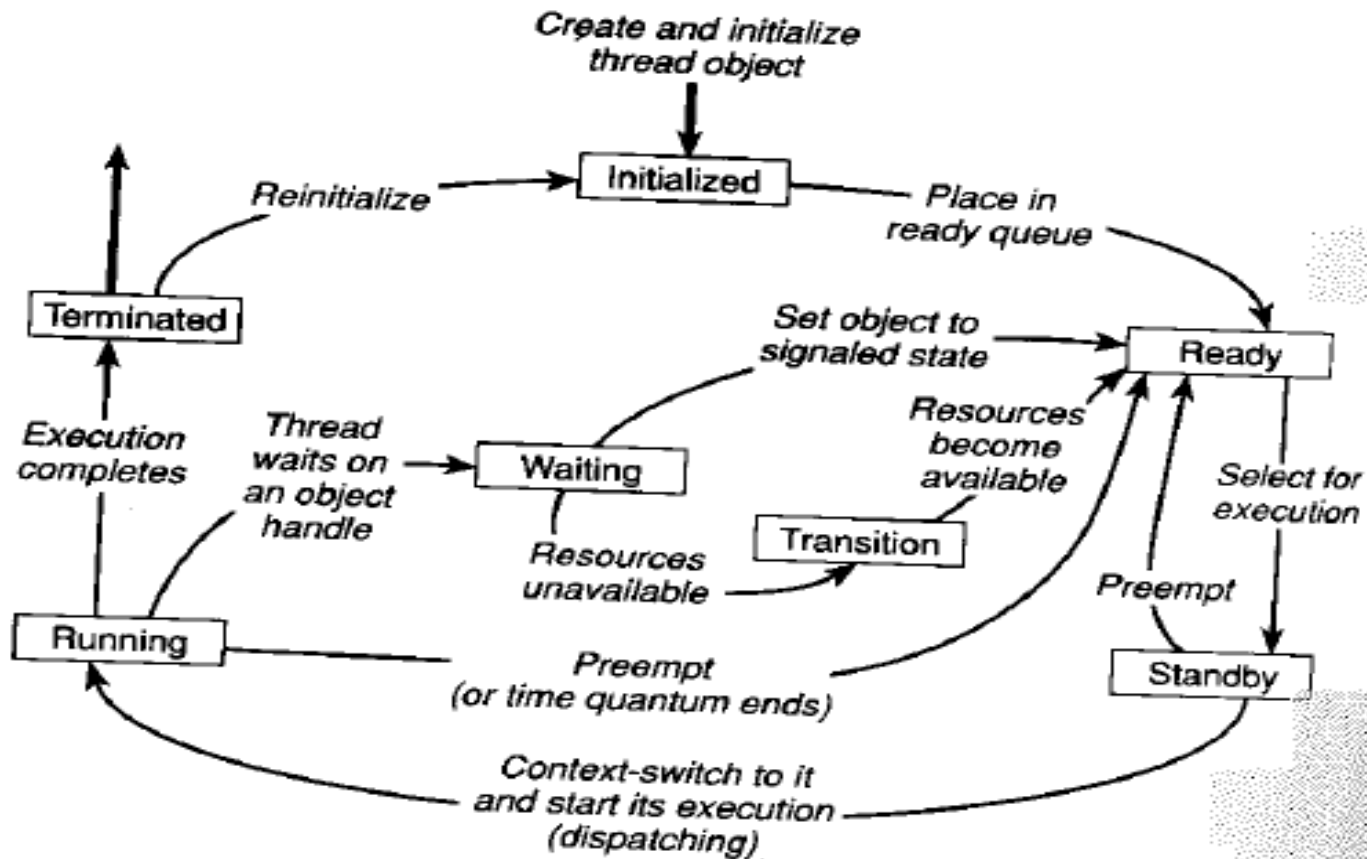 Create and initialize
thread object
Initialized
Reinitialize
Place in
ready queue
Terminated
Set object to
signaled state
Ready
Execution
completes
Thread
waits on
an object
handle
Waiting
Resources
become
available
Select for
execution
Resources
unavailable
Transition
Preempt
Running
Preempt
(or time quantum ends)
Standby
Context-switch to it
and start its execution
(dispatching)